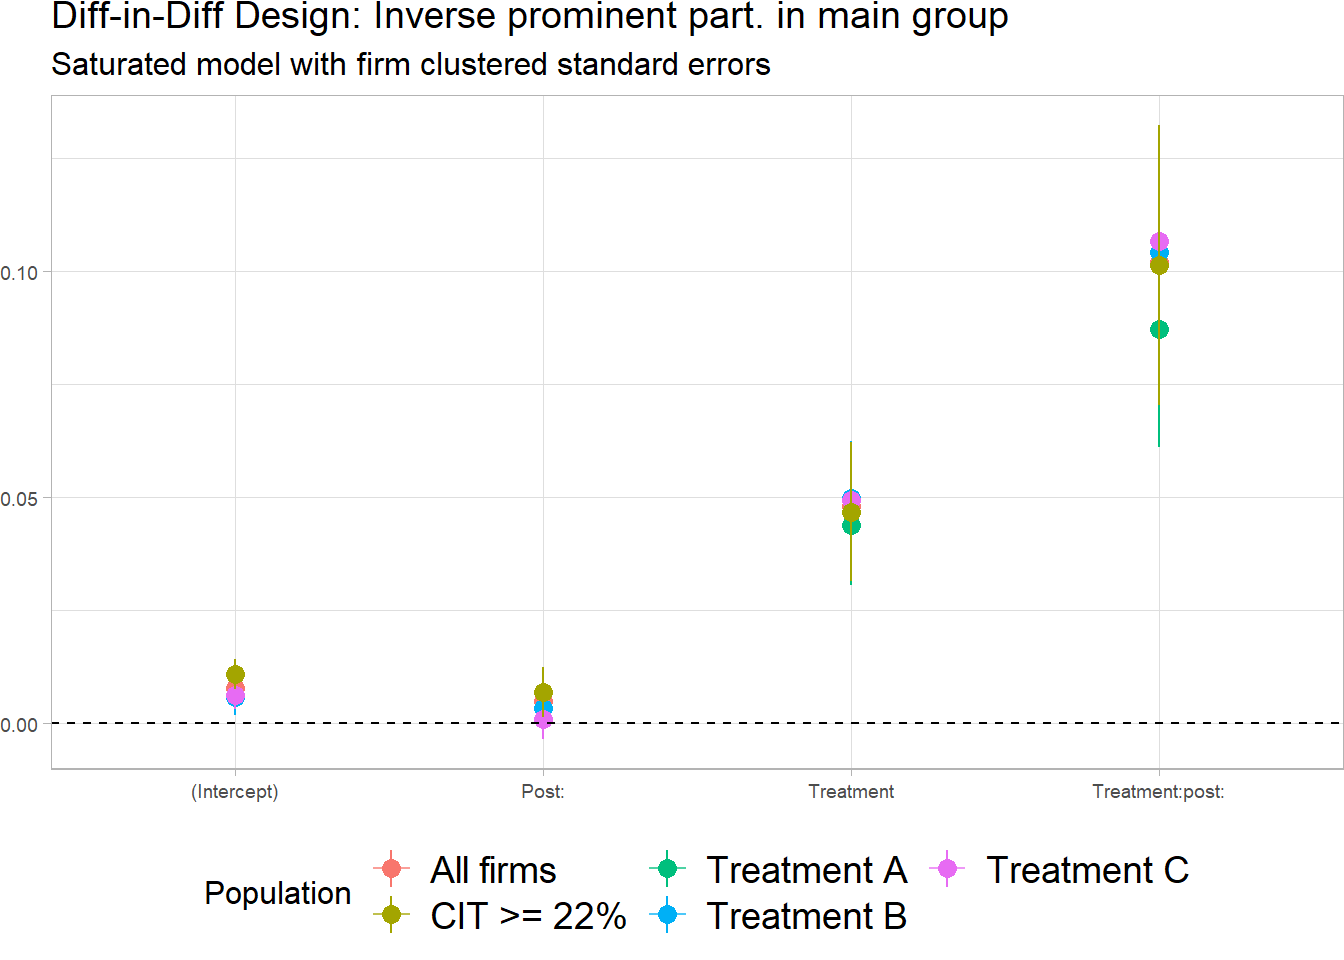 Diff-in-Diff Design: Inverse prominent part. in main group
Saturated model with firm clustered standard errors
0.10
0.05
0.00
(Intercept) Post: Treatment Treatment:post:
Population
All firms Treatment A Treatment C
CIT >= 22% Treatment B